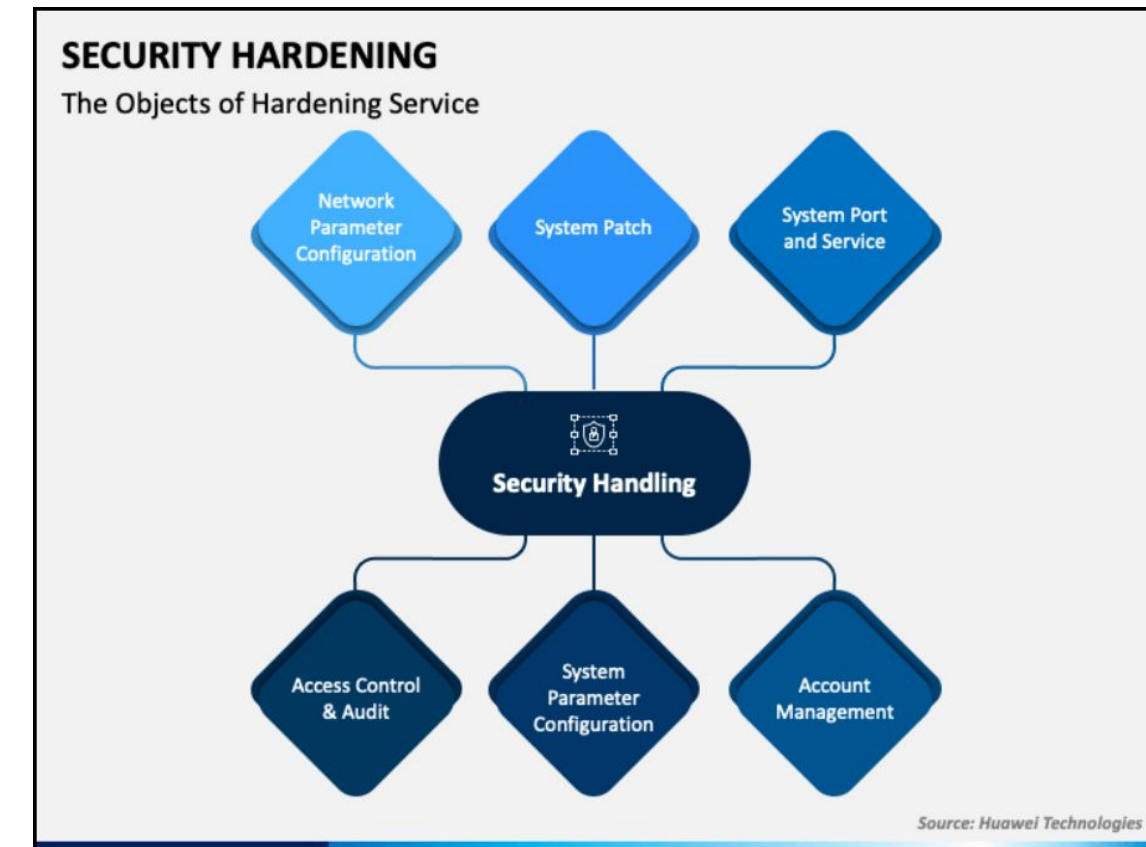 SECURITY HARDENING
The Objects of Hardening Service
Network
Parameter
Configuration
System Patch
System Port
and Service
Security Handling
Access Control
& Audit
System
Parameter
Configuration
Account
Management
Source: Huawei Technologies